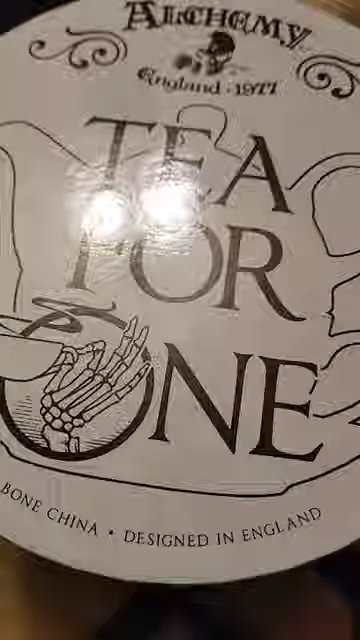 ALCHEMY
England · 1977
TEA
FOR
ONE
BONE CHINA • DESIGNED IN ENGLAND